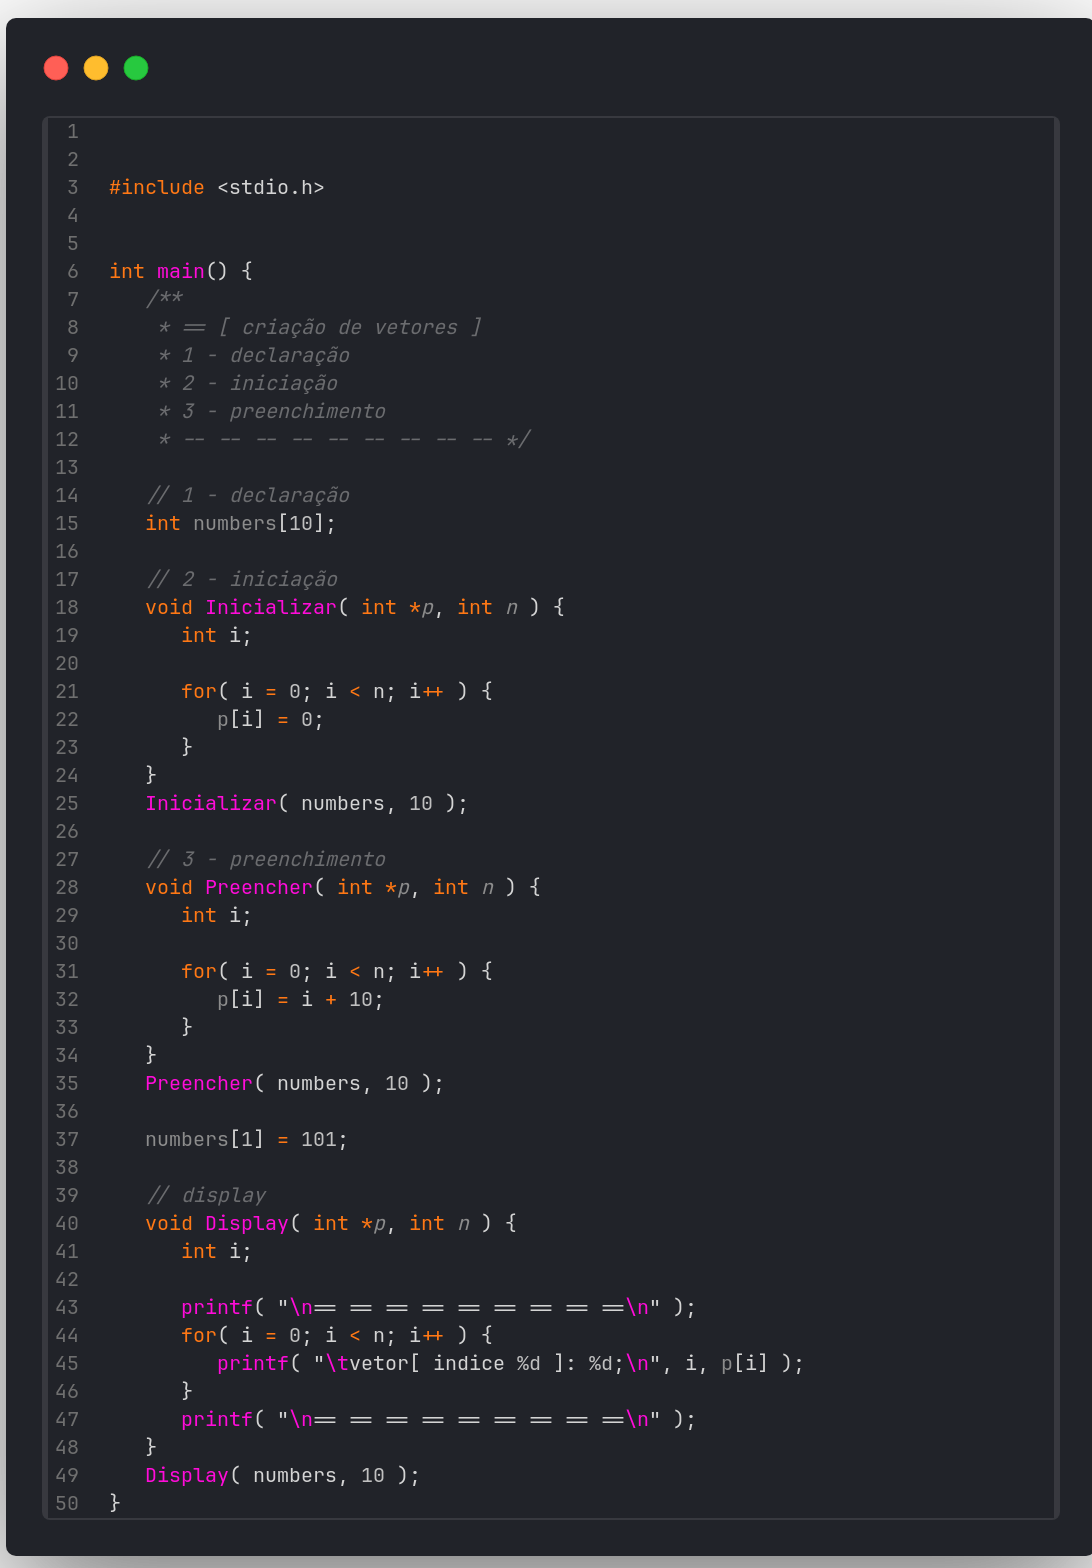 1
2
3 #include <stdio.h>
4
5
6 int main() {
7    /**
8     * == [ criação de vetores ]
9     * 1 - declaração
10     * 2 - iniciação
11     * 3 - preenchimento
12     * -- -- -- -- -- -- -- -- -- */
13
14    // 1 - declaração
15    int numbers[10];
16
17    // 2 - iniciação
18    void Inicializar( int *p, int n ) {
19       int i;
20
21       for( i = 0; i < n; i++ ) {
22          p[i] = 0;
23       }
24    }
25    Inicializar( numbers, 10 );
26
27    // 3 - preenchimento
28    void Preencher( int *p, int n ) {
29       int i;
30
31       for( i = 0; i < n; i++ ) {
32          p[i] = i + 10;
33       }
34    }
35    Preencher( numbers, 10 );
36
37    numbers[1] = 101;
38
39    // display
40    void Display( int *p, int n ) {
41       int i;
42
43       printf( "\n== == == == == == == == ==\n" );
44       for( i = 0; i < n; i++ ) {
45          printf( "\tvetor[ indice %d ]: %d;\n", i, p[i] );
46       }
47       printf( "\n== == == == == == == == ==\n" );
48    }
49    Display( numbers, 10 );
50 }